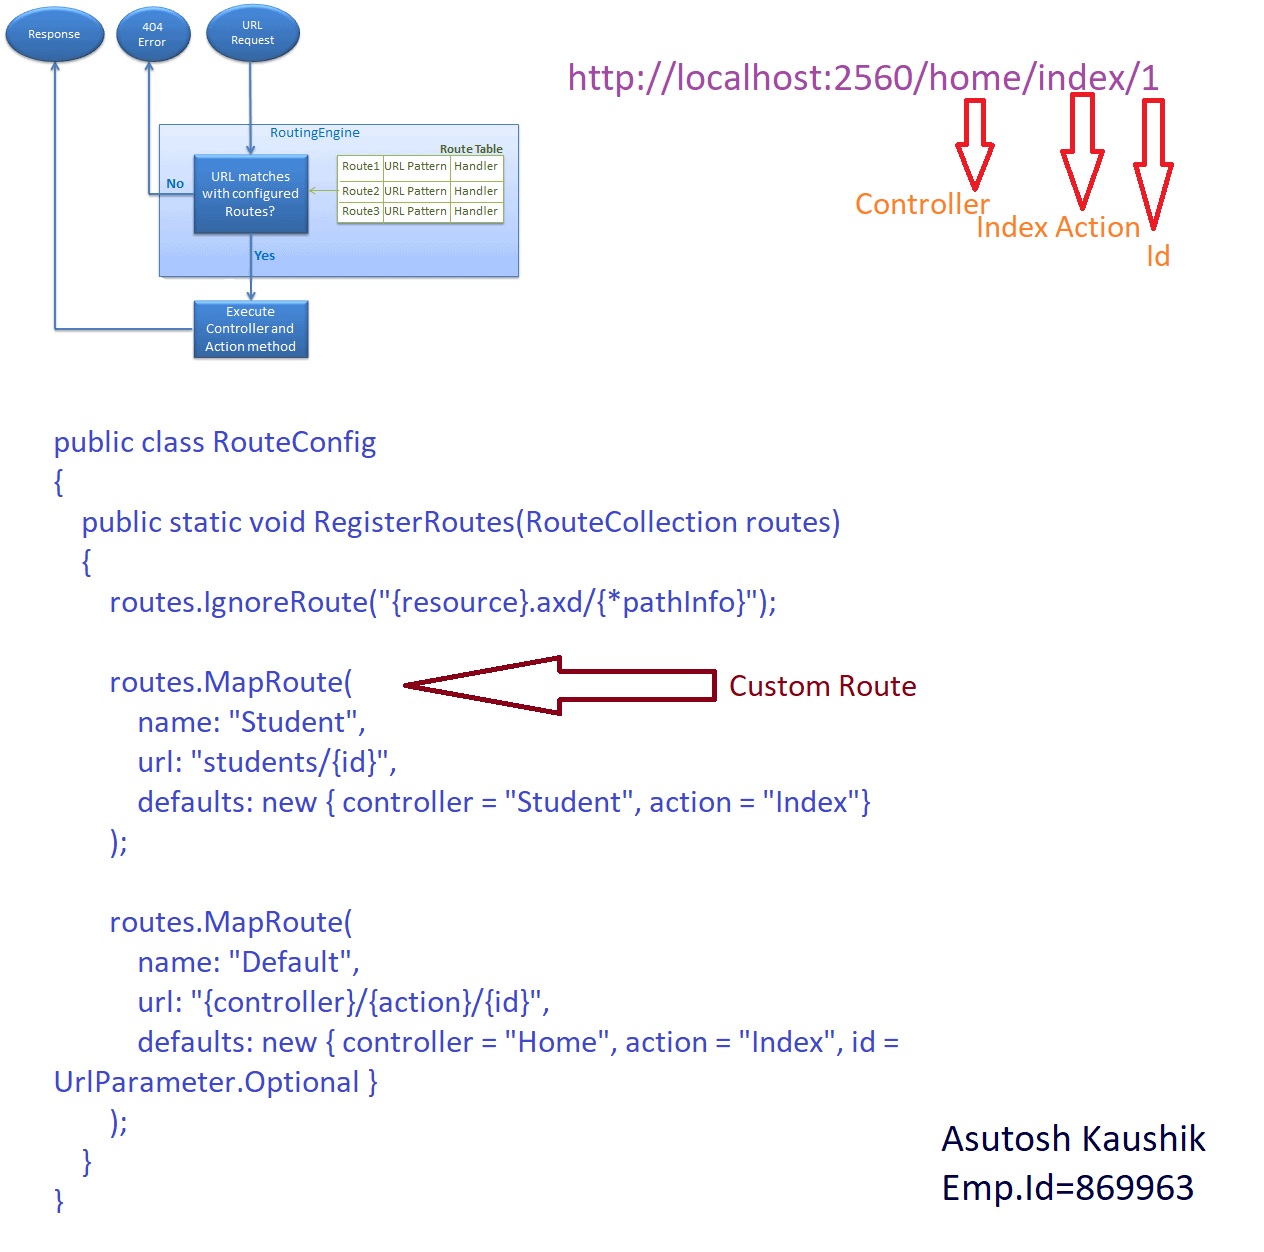 Response
404
Error
URL
Request
RoutingEngine
Route Table
URL matches
with configured
Routes?
Route1 URL Pattern Handler
Route2 URL Pattern Handler
Route3 URL Pattern Handler
No
Yes
Execute
Controller and
Action method
http://localhost:2560/home/index/1
Controller
Index Action
Id
public class RouteConfig
{
public static void RegisterRoutes(RouteCollection routes)
{
routes.IgnoreRoute("{resource}.axd/{*pathInfo}");
routes.MapRoute(
Custom Route
name: "Student",
url: "students/{id}",
defaults: new { controller = "Student", action = "Index"}
);
routes.MapRoute(
name: "Default",
url: "{controller}/{action}/{id}",
defaults: new { controller = "Home", action = "Index", id =
UrlParameter.Optional }
);
}
}
Asutosh Kaushik
Emp.Id=869963